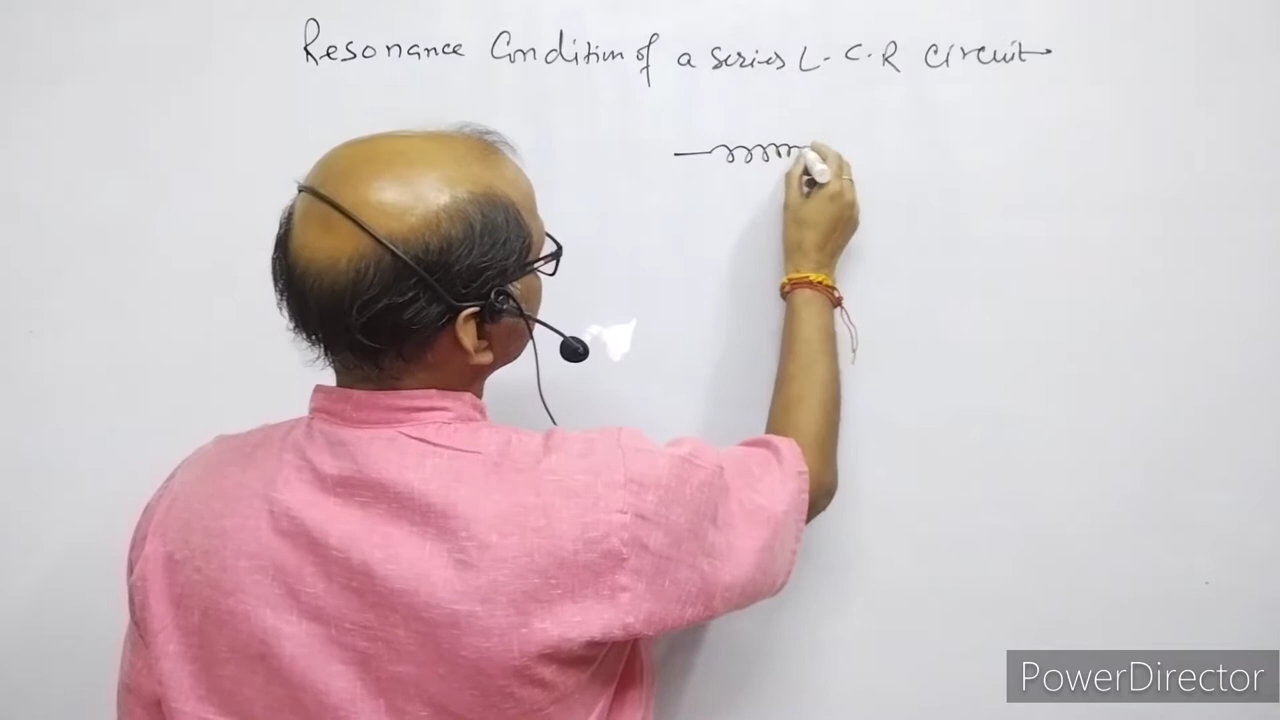 Resonance Condition of a series L-C-R Circuit
PowerDirector